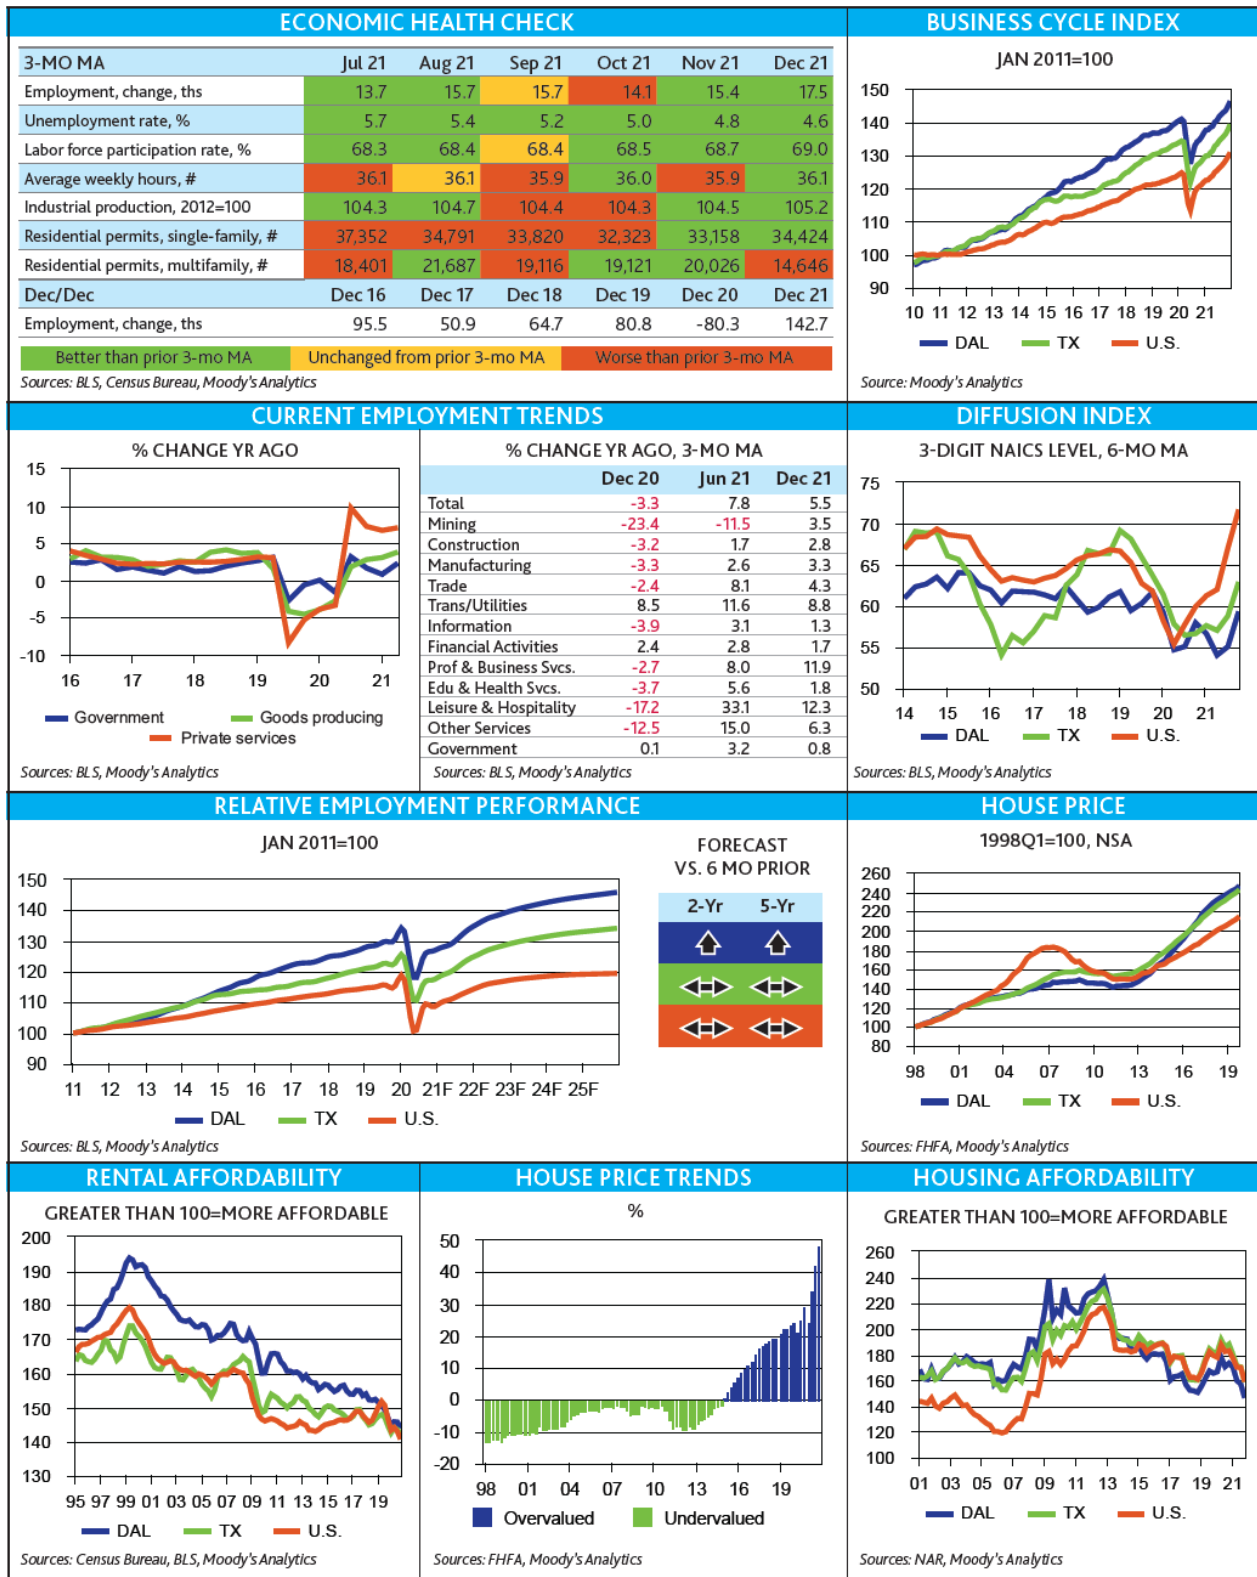 ECONOMIC HEALTH CHECK
3-MO MA Jul 21 Aug 21 Sep 21 Oct 21 Nov 21 Dec 21
Employment, change, ths 13.7 15.7 15.7 14.1 15.4 17.5
Unemployment rate, % 5.7 5.4 5.2 5.0 4.8 4.6
Labor force participation rate, % 68.3 68.4 68.4 68.5 68.7 69.0
Average weekly hours, # 36.1 36.1 35.9 36.0 35.9 36.1
Industrial production, 2012=100 104.3 104.7 104.4 104.3 104.5 105.2
Residential permits, single-family, # 37,352 34,791 33,820 32,323 33,158 34,424
Residential permits, multifamily, # 18,401 21,687 19,116 19,121 20,026 14,646
Dec/Dec Dec 16 Dec 17 Dec 18 Dec 19 Dec 20 Dec 21
Employment, change, ths 95.5 50.9 64.7 80.8 -80.3 142.7
Better than prior 3-mo MA Unchanged from prior 3-mo MA Worse than prior 3-mo MA
Sources: BLS, Census Bureau, Moody's Analytics
BUSINESS CYCLE INDEX
JAN 2011=100
150
140
130
120
110
100
90
10 11 12 13 14 15 16 17 18 19 20 21
DAL TX U.S.
Source: Moody's Analytics
CURRENT EMPLOYMENT TRENDS
% CHANGE YR AGO
15
10
5
0
-5
-10
16 17 18 19 20 21
Government Goods producing
Private services
Sources: BLS, Moody's Analytics
% CHANGE YR AGO, 3-MO MA
Dec 20 Jun 21 Dec 21
Total -3.3 7.8 5.5
Mining -23.4 -11.5 3.5
Construction -3.2 1.7 2.8
Manufacturing -3.3 2.6 3.3
Trade -2.4 8.1 4.3
Trans/Utilities 8.5 11.6 8.8
Information -3.9 3.1 1.3
Financial Activities 2.4 2.8 1.7
Prof & Business Svcs. -2.7 8.0 11.9
Edu & Health Svcs. -3.7 5.6 1.8
Leisure & Hospitality -17.2 33.1 12.3
Other Services -12.5 15.0 6.3
Government 0.1 3.2 0.8
Sources: BLS, Moody's Analytics
DIFFUSION INDEX
3-DIGIT NAICS LEVEL, 6-MO MA
75
70
65
60
55
50
14 15 16 17 18 19 20 21
DAL TX U.S.
Sources: BLS, Moody's Analytics
RELATIVE EMPLOYMENT PERFORMANCE
JAN 2011=100
150
140
130
120
110
100
90
11 12 13 14 15 16 17 18 19 20 21F 22F 23F 24F 25F
DAL TX U.S.
Sources: BLS, Moody's Analytics
FORECAST
VS. 6 MO PRIOR
2-Yr 5-Yr
HOUSE PRICE
1998Q1=100, NSA
260
240
220
200
180
160
140
120
100
80
98 01 04 07 10 13 16 19
DAL TX U.S.
Sources: FHFA, Moody's Analytics
RENTAL AFFORDABILITY
GREATER THAN 100=MORE AFFORDABLE
200
190
180
170
160
150
140
130
95 97 99 01 03 05 07 09 11 13 15 17 19
DAL TX U.S.
Sources: Census Bureau, BLS, Moody's Analytics
HOUSE PRICE TRENDS
%
50
40
30
20
10
0
-10
-20
98 01 04 07 10 13 16 19
Overvalued Undervalued
Sources: FHFA, Moody's Analytics
HOUSING AFFORDABILITY
GREATER THAN 100=MORE AFFORDABLE
260
240
220
200
180
160
140
120
100
01 03 05 07 09 11 13 15 17 19 21
DAL TX U.S.
Sources: NAR, Moody's Analytics